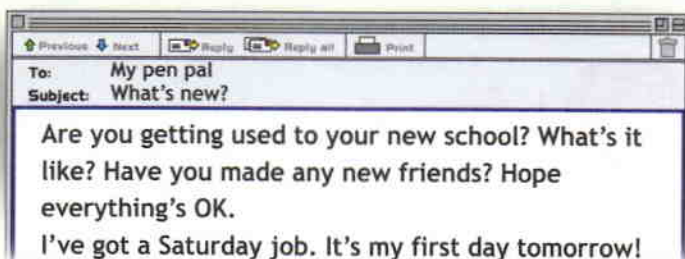 Previous Next Reply Reply all Print
To: My pen pal
Subject: What's new?
Are you getting used to your new school? What's it
like? Have you made any new friends? Hope
everything's OK.
I've got a Saturday job. It's my first day tomorrow!